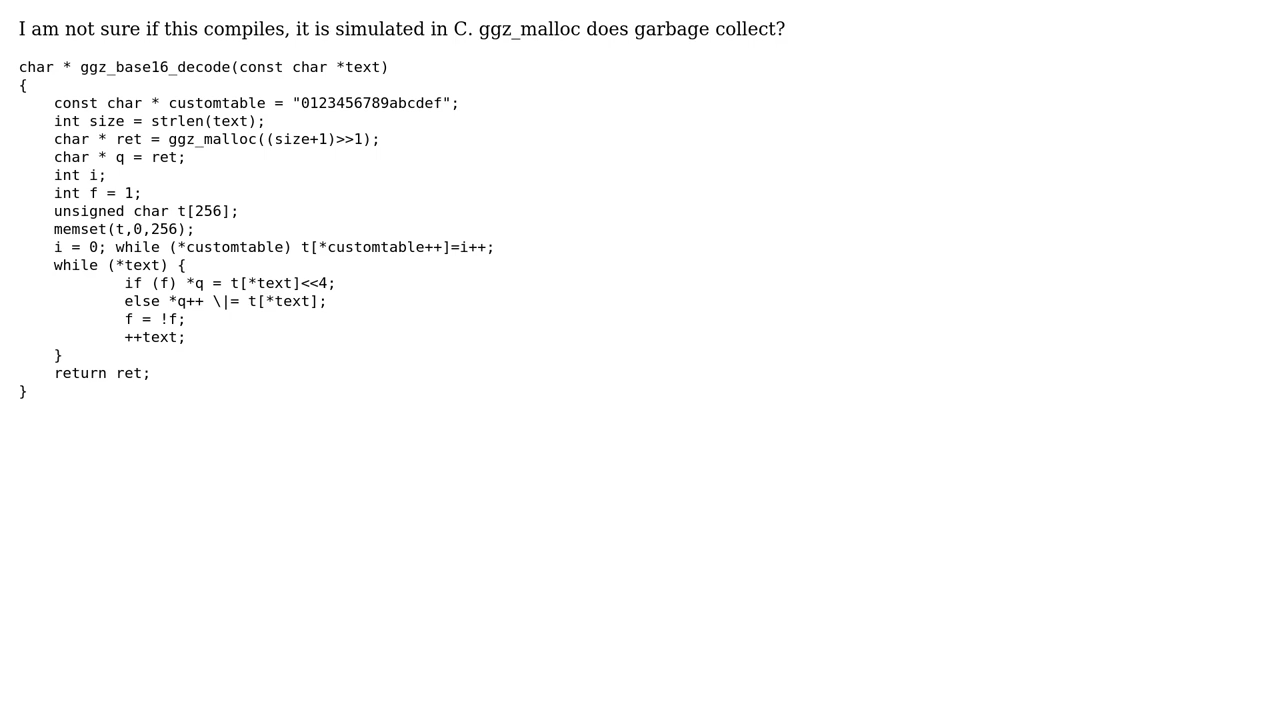 I am not sure if this compiles, it is simulated in C. ggz_malloc does garbage collect?
char * ggz_base16_decode(const char *text)
{
    const char * customtable = "0123456789abcdef";
    int size = strlen(text);
    char * ret = ggz_malloc((size+1)>>1);
    char * q = ret;
    int i;
    int f = 1;
    unsigned char t[256];
    memset(t,0,256);
    i = 0; while (*customtable) t[*customtable++]=i++;
    while (*text) {
            if (f) *q = t[*text]<<4;
            else *q++ \|= t[*text];
            f = !f;
            ++text;
    }
    return ret;
}